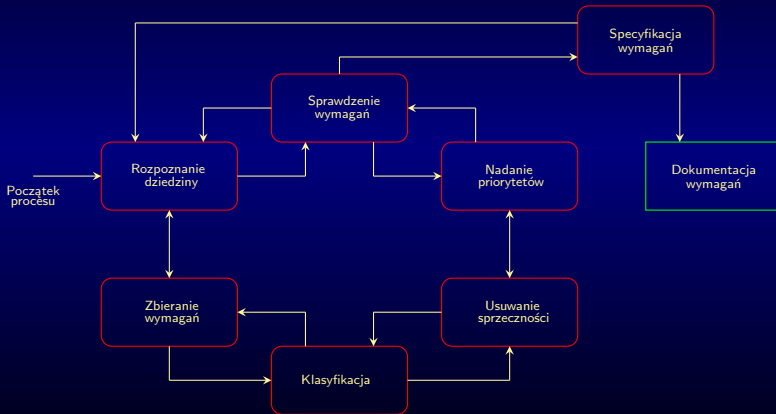 Specyfikacja
wymagań
Sprawdzenie
wymagań
Rozpoznanie
dziedziny
Nadanie
priorytetów
Dokumentacja
wymagań
Początek
procesu
Zbieranie
wymagań
Usuwanie
sprzeczności
Klasyfikacja